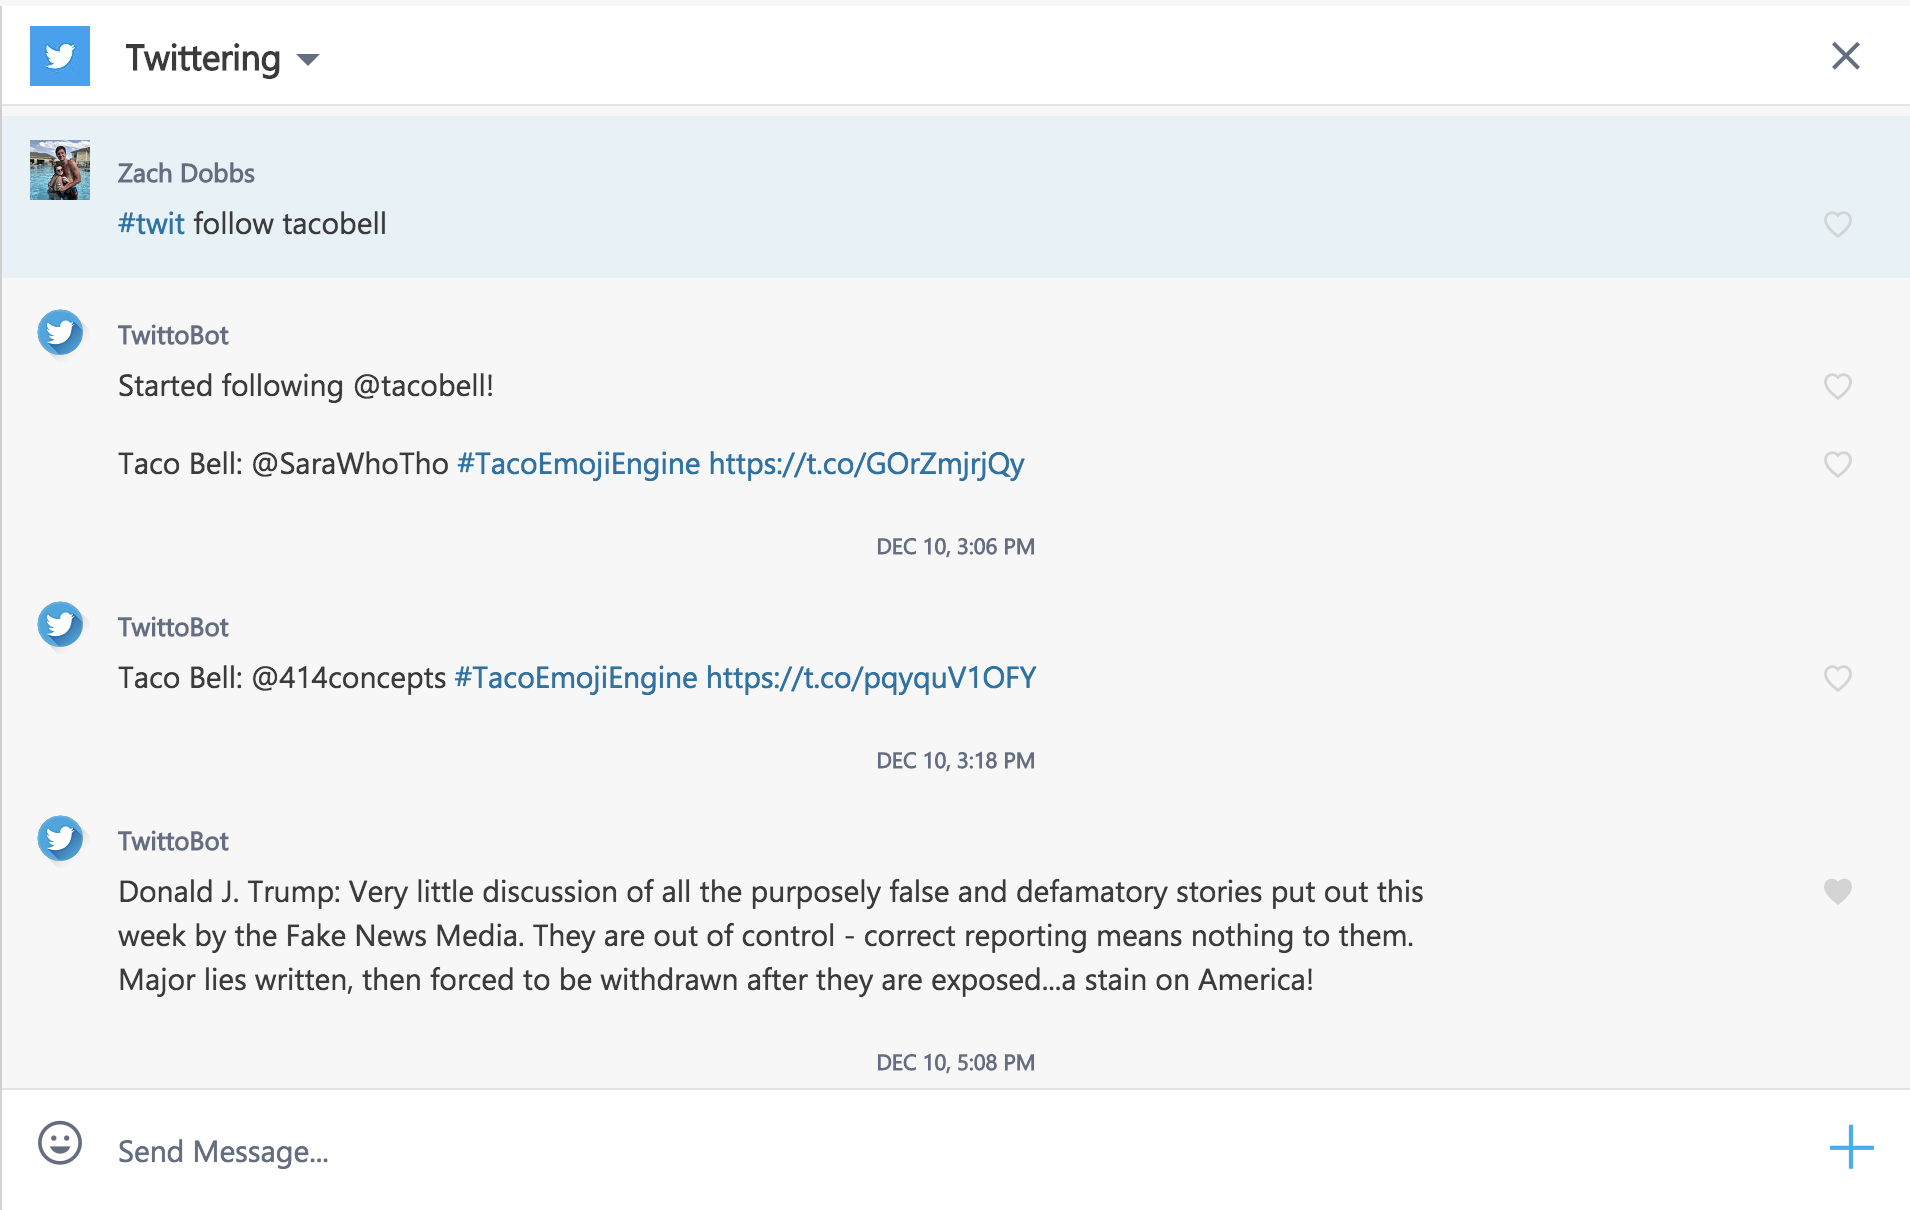 Twittering
Zach Dobbs
#twit follow tacobell
TwittoBot
Started following @tacobell!
Taco Bell: @SaraWhoTho #TacoEmojiEngine https://t.co/GOrZmjrjQy
DEC 10, 3:06 PM
TwittoBot
Taco Bell: @414concepts #TacoEmojiEngine https://t.co/pqyquV1OFY
DEC 10, 3:18 PM
TwittoBot
Donald J. Trump: Very little discussion of all the purposely false and defamatory stories put out this
week by the Fake News Media. They are out of control - correct reporting means nothing to them.
Major lies written, then forced to be withdrawn after they are exposed...a stain on America!
DEC 10, 5:08 PM
Send Message...